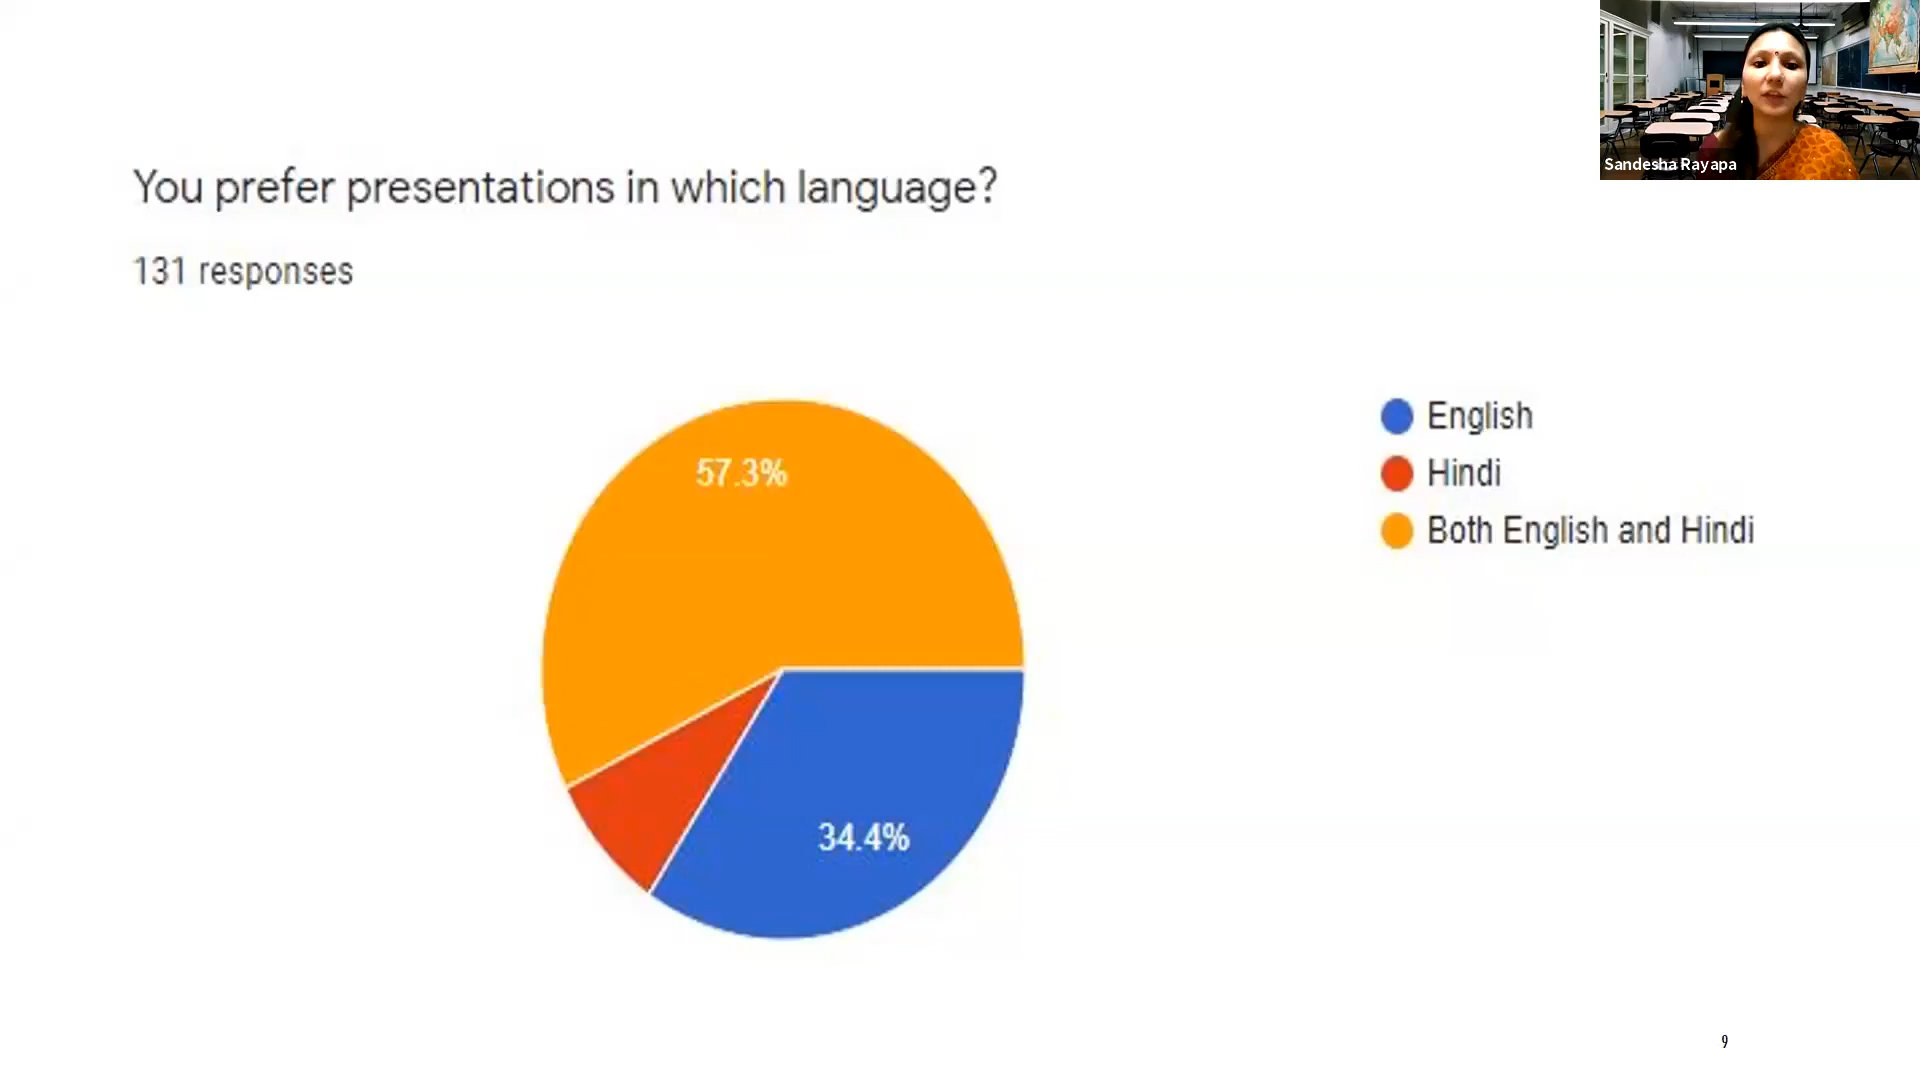 Sandesha Rayapa
You prefer presentations in which language?
131 responses
57.3%
34.4%
English
Hindi
Both English and Hindi
9